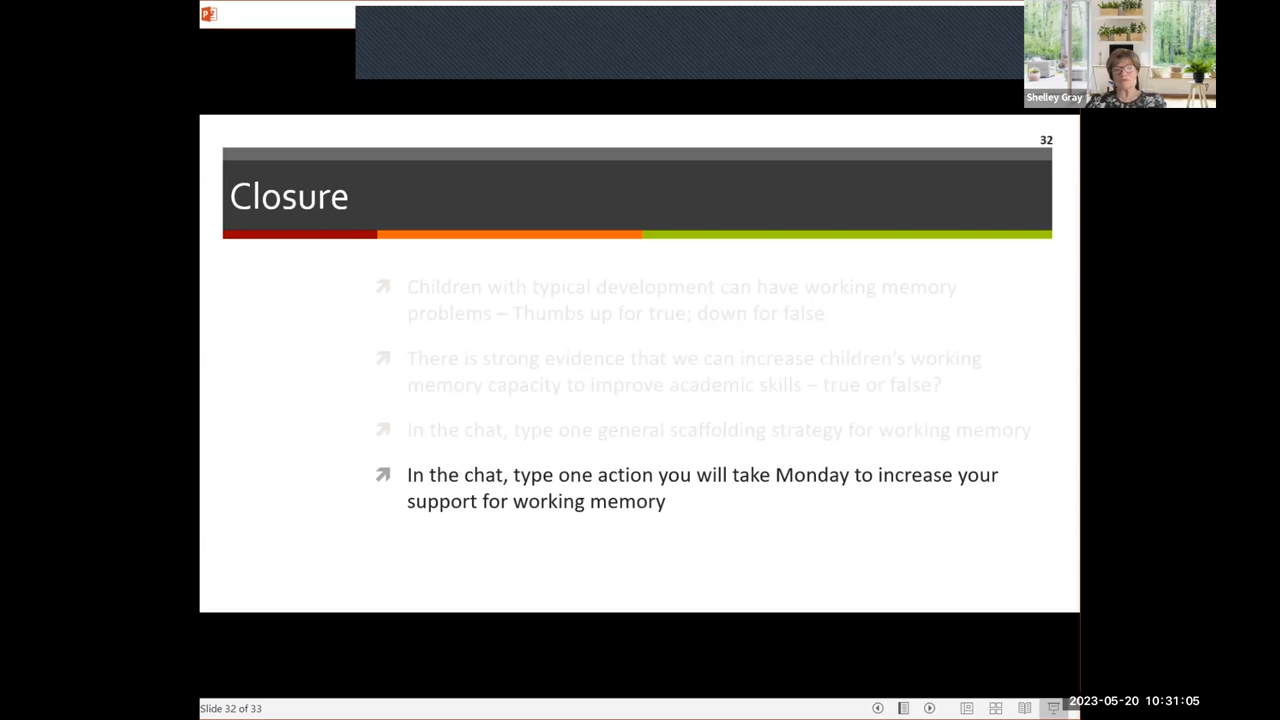 Shelley Gray
32
Closure
Children with typical development can have working memory
problems – Thumbs up for true; down for false
There is strong evidence that we can increase children's working
memory capacity to improve academic skills – true or false?
In the chat, type one general scaffolding strategy for working memory
In the chat, type one action you will take Monday to increase your
support for working memory
Slide 32 of 33
2023-05-20 10:31:05